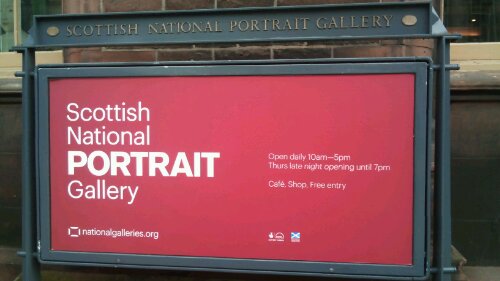 SCOTTISH NATIONAL PORTRAIT GALLERY
Scottish
National
PORTRAIT
Gallery
Open daily 10am—5pm
Thurs late night opening until 7pm
Café, Shop, Free entry
nationalgalleries.org